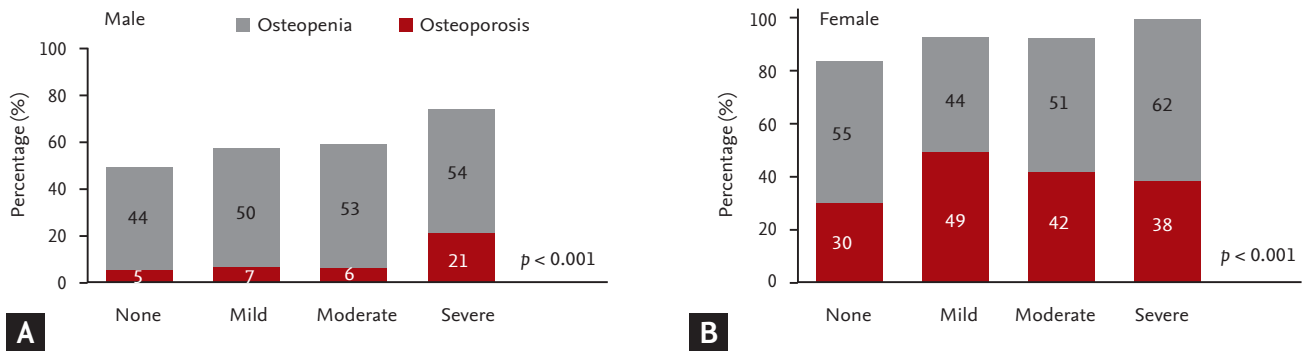 Male
Osteopenia
Osteoporosis
Percentage (%)
100
80
60
40
20
0
44
50
53
54
5
7
6
21
p < 0.001
None
Mild
Moderate
Severe
A
Female
Percentage (%)
100
80
60
40
20
0
55
44
51
62
30
49
42
38
p < 0.001
None
Mild
Moderate
Severe
B